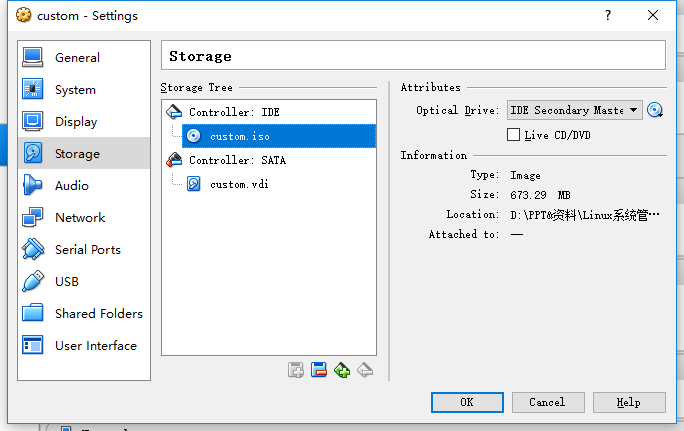 custom - Settings
?
General
System
Display
Storage
Audio
Network
Serial Ports
USB
Shared Folders
User Interface
Storage
Storage Tree
Controller: IDE
custom.iso
Controller: SATA
custom.vdi
Attributes
Optical Drive: IDE Secondary Maste
Live CD/DVD
Information
Type: Image
Size: 673.29 MB
Location: D:\PPT&资料\Linux系统管···
Attached to: —
OK
Cancel
Help